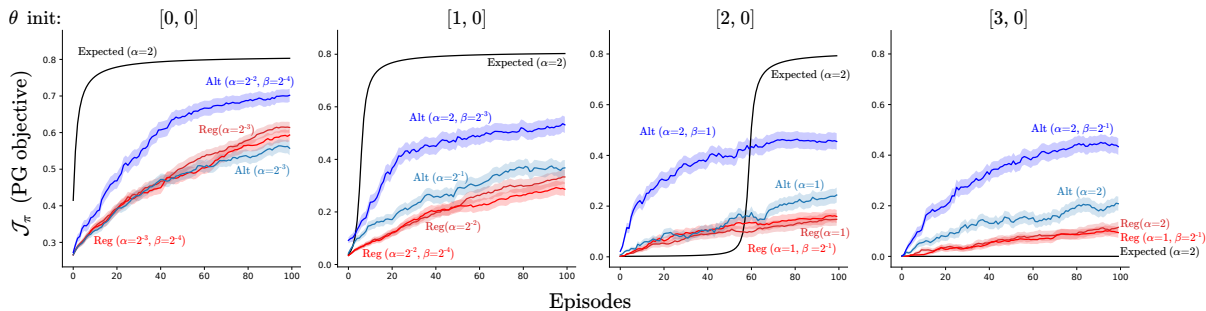 θ init: [0, 0] [1, 0] [2, 0] [3, 0]
𝒥π (PG objective)
0.3
0.4
0.5
0.6
0.7
0.8
0 20 40 60 80 100
Expected (α=2)
Alt (α=2⁻², β=2⁻⁴)
Reg(α=2⁻³)
Alt (α=2⁻³)
Reg (α=2⁻³, β=2⁻⁴)
0.0
0.2
0.4
0.6
0.8
0 20 40 60 80 100
Expected (α=2)
Alt (α=2, β=2⁻³)
Alt (α=2⁻¹)
Reg(α=2⁻²)
Reg (α=2⁻², β=2⁻⁴)
0.0
0.2
0.4
0.6
0.8
0 20 40 60 80 100
Expected (α=2)
Alt (α=2, β=1)
Alt (α=1)
Reg(α=1)
Reg (α=1, β=2⁻¹)
0.0
0.2
0.4
0.6
0.8
0 20 40 60 80 100
Alt (α=2, β=2⁻¹)
Alt (α=2)
Reg(α=2)
Reg (α=1, β=2⁻¹)
Expected (α=2)
Episodes